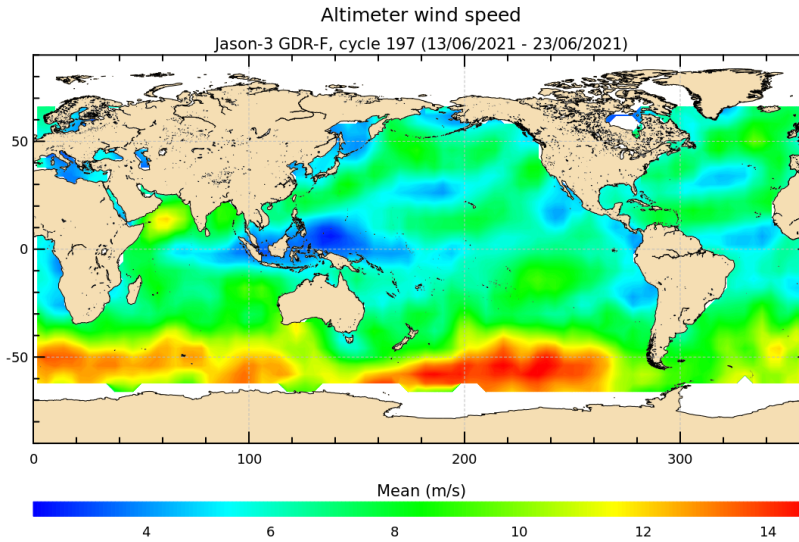 Altimeter wind speed
Jason-3 GDR-F, cycle 197 (13/06/2021 - 23/06/2021)
50
0
-50
0 100 200 300
Mean (m/s)
4 6 8 10 12 14